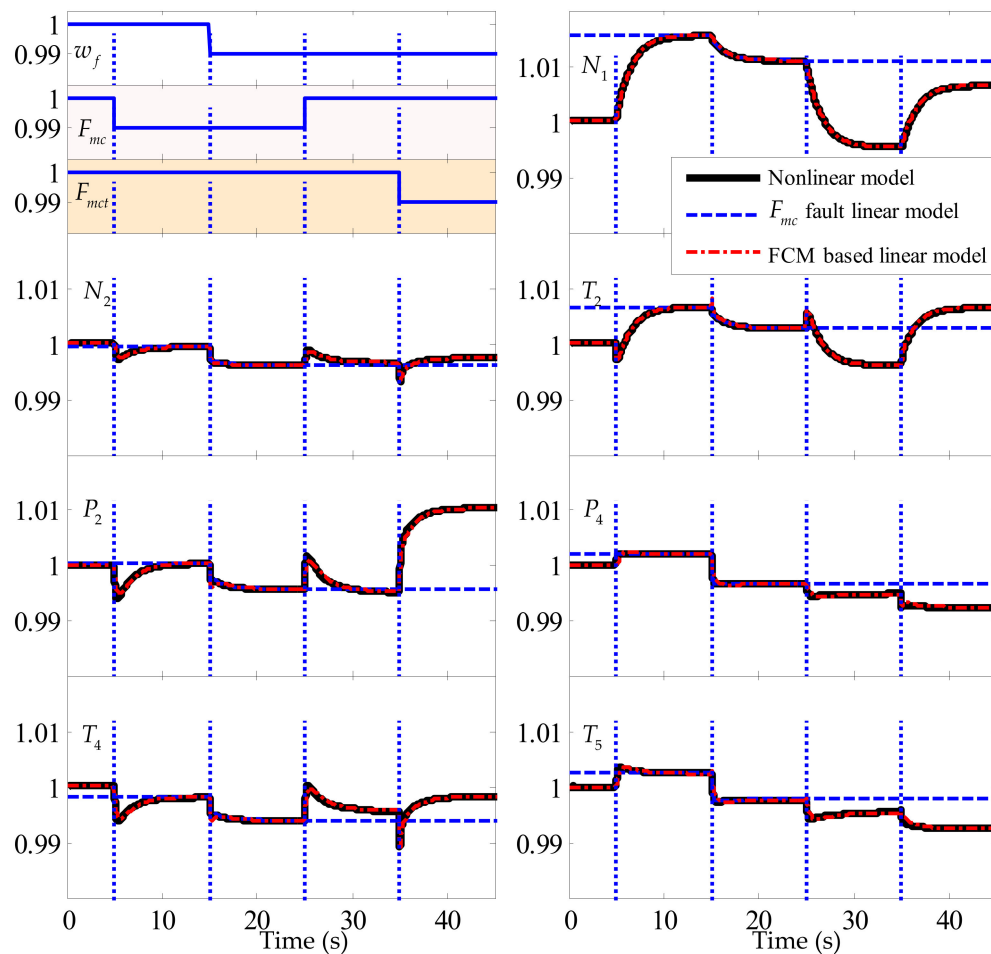 1
0.99
w_f
1
0.99
F_mc
1
0.99
F_mct
1.01
1
0.99
N_2
1.01
1
0.99
P_2
1.01
1
0.99
T_4
0 10 20 30 40
Time (s)
1.01
1
0.99
N_1
Nonlinear model
F_mc fault linear model
FCM based linear model
1.01
1
0.99
T_2
1.01
1
0.99
P_4
1.01
1
0.99
T_5
0 10 20 30 40
Time (s)